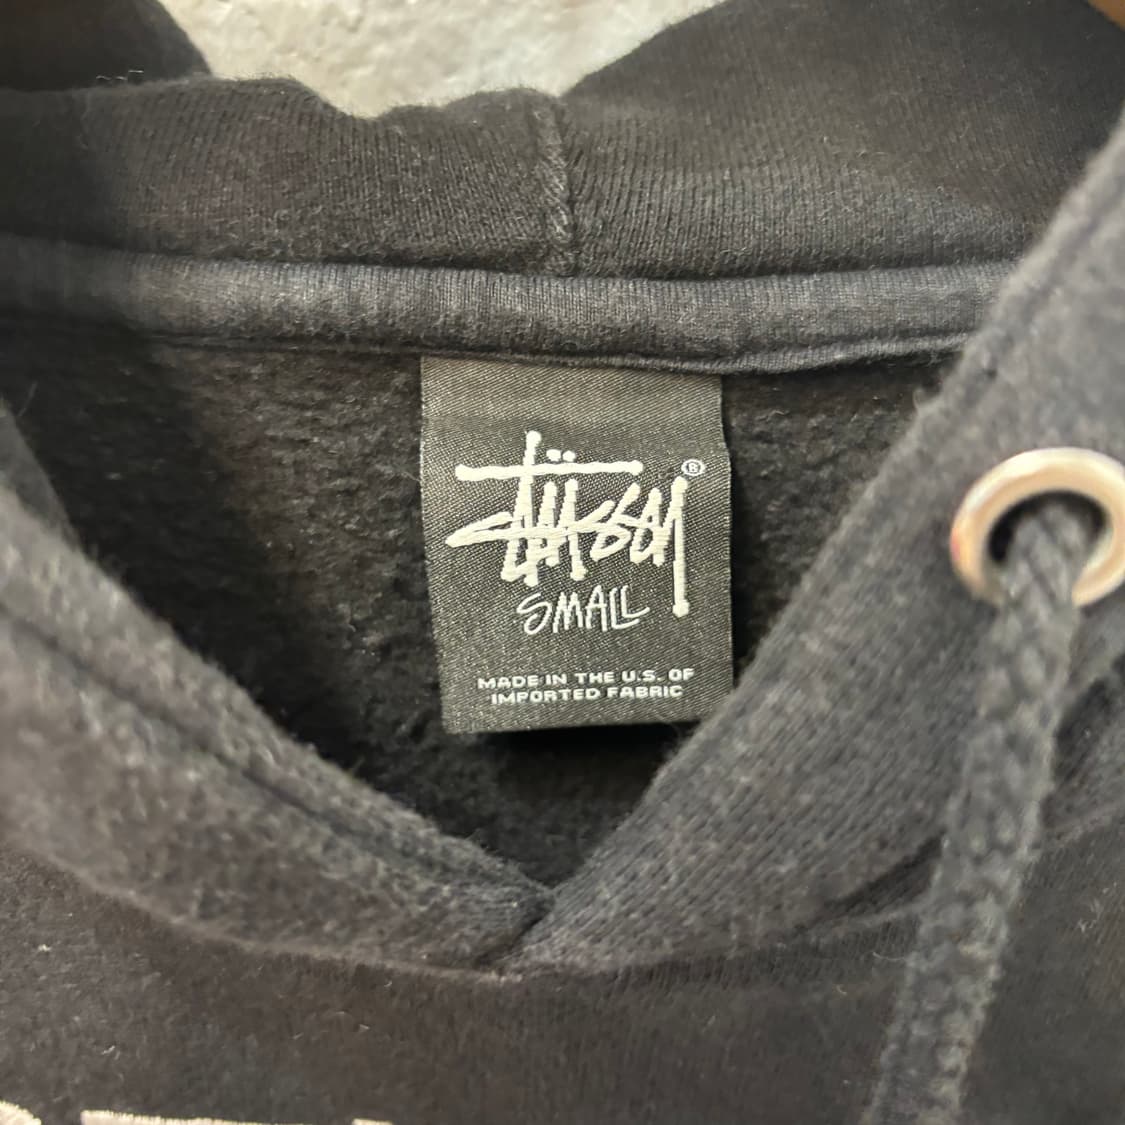 Stüssy®
SMALL
MADE IN THE U.S. OF
IMPORTED FABRIC